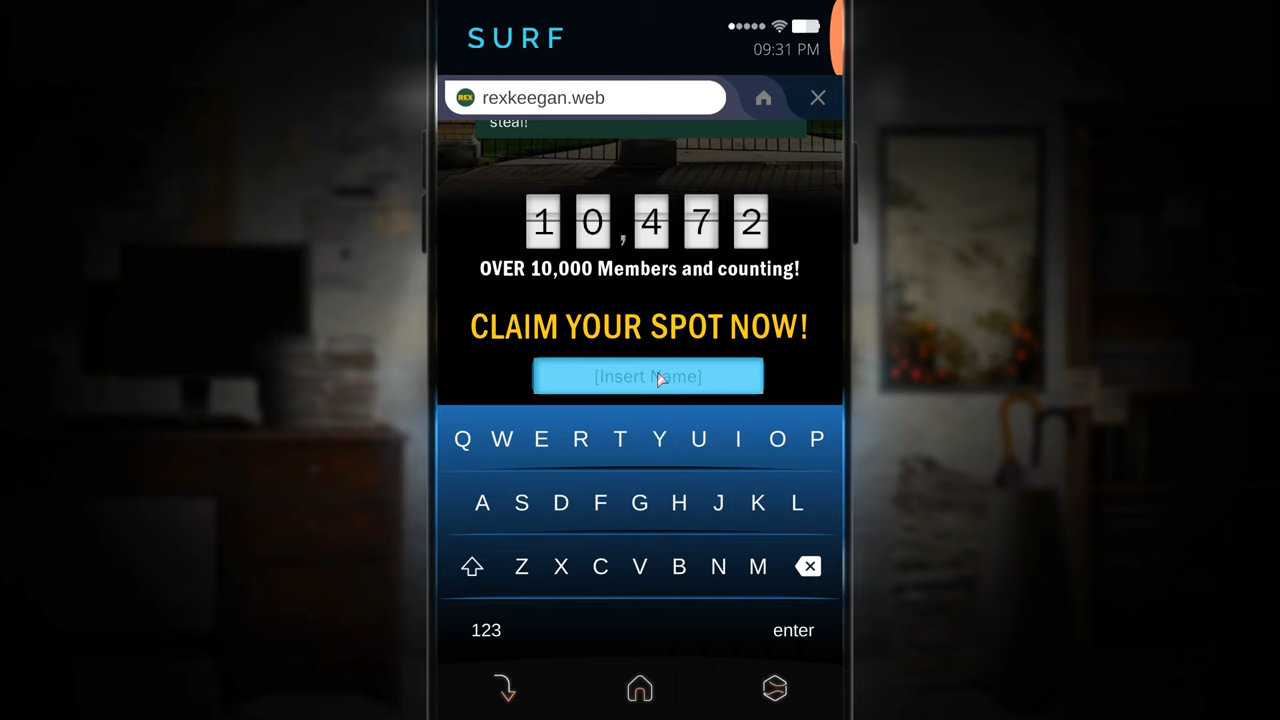 SURF
09:31 PM
REX rexkeegan.web
steal!
10,472
OVER 10,000 Members and counting!
CLAIM YOUR SPOT NOW!
[Insert Name]
Q W E R T Y U I O P
A S D F G H J K L
Z X C V B N M
123 enter